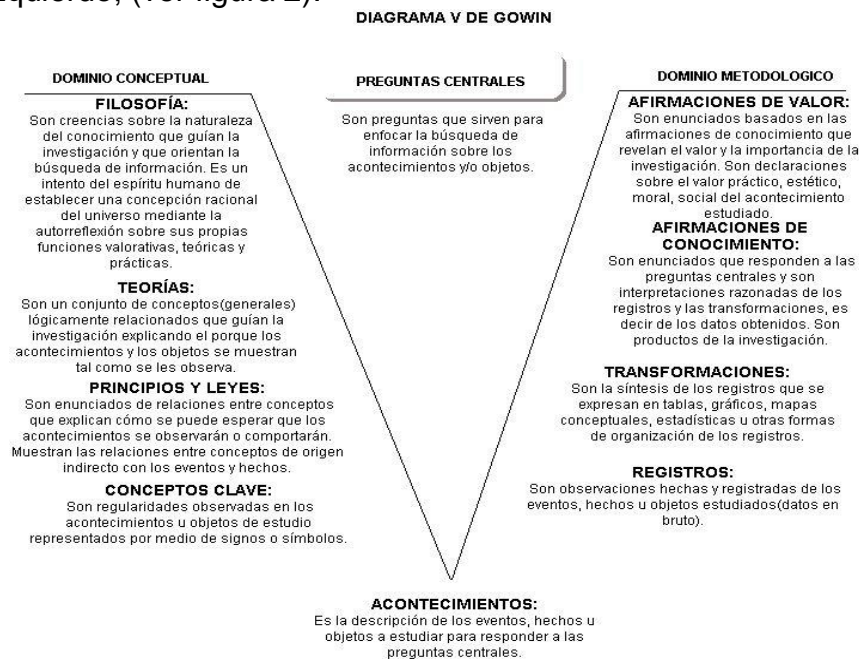 (ver figura 2).
DIAGRAMA V DE GOWIN
DOMINIO CONCEPTUAL
FILOSOFÍA:
Son creencias sobre la naturaleza
del conocimiento que guían la
investigación y que orientan la
búsqueda de información. Es un
intento del espíritu humano de
establecer una concepción racional
del universo mediante la
autorreflexión sobre sus propias
funciones valorativas, teóricas y
prácticas.
TEORÍAS:
Son un conjunto de conceptos(generales)
lógicamente relacionados que guían la
investigación explicando el porque los
acontecimientos y los objetos se muestran
tal como se les observa.
PRINCIPIOS Y LEYES:
Son enunciados de relaciones entre conceptos
que explican cómo se puede esperar que los
acontecimientos se observarán o comportarán.
Muestran las relaciones entre conceptos de origen
indirecto con los eventos y hechos.
CONCEPTOS CLAVE:
Son regularidades observadas en los
acontecimientos u objetos de estudio
representados por medio de signos o símbolos.
PREGUNTAS CENTRALES
Son preguntas que sirven para
enfocar la búsqueda de
información sobre los
acontecimientos y/o objetos.
DOMINIO METODOLOGICO
AFIRMACIONES DE VALOR:
Son enunciados basados en las
afirmaciones de conocimiento que
revelan el valor y la importancia de la
investigación. Son declaraciones
sobre el valor práctico, estético,
moral, social del acontecimiento
estudiado.
AFIRMACIONES DE
CONOCIMIENTO:
Son enunciados que responden a las
preguntas centrales y son
interpretaciones razonadas de los
registros y las transformaciones, es
decir de los datos obtenidos. Son
productos de la investigación.
TRANSFORMACIONES:
Son la síntesis de los registros que se
expresan en tablas, gráficos, mapas
conceptuales, estadísticas u otras formas
de organización de los registros.
REGISTROS:
Son observaciones hechas y registradas de los
eventos, hechos u objetos estudiados(datos en
bruto).
ACONTECIMIENTOS:
Es la descripción de los eventos, hechos u
objetos a estudiar para responder a las
preguntas centrales.